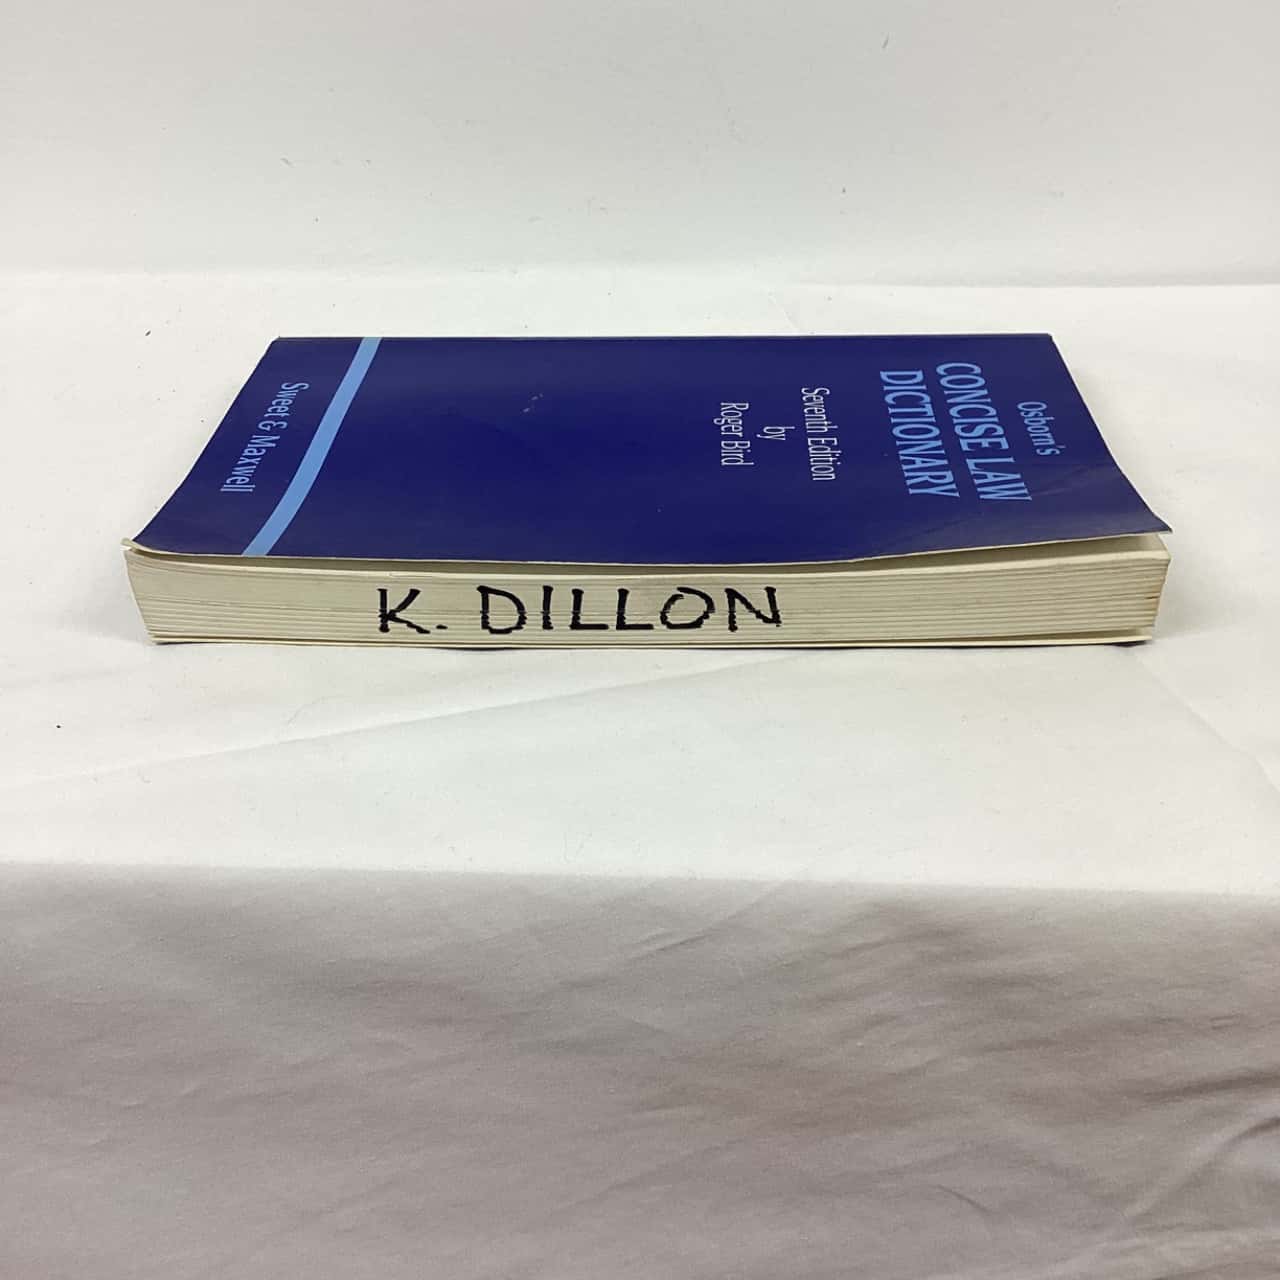 Osborn's
CONCISE LAW
DICTIONARY
Seventh Edition
by
Roger Bird
Sweet & Maxwell
K. DILLON